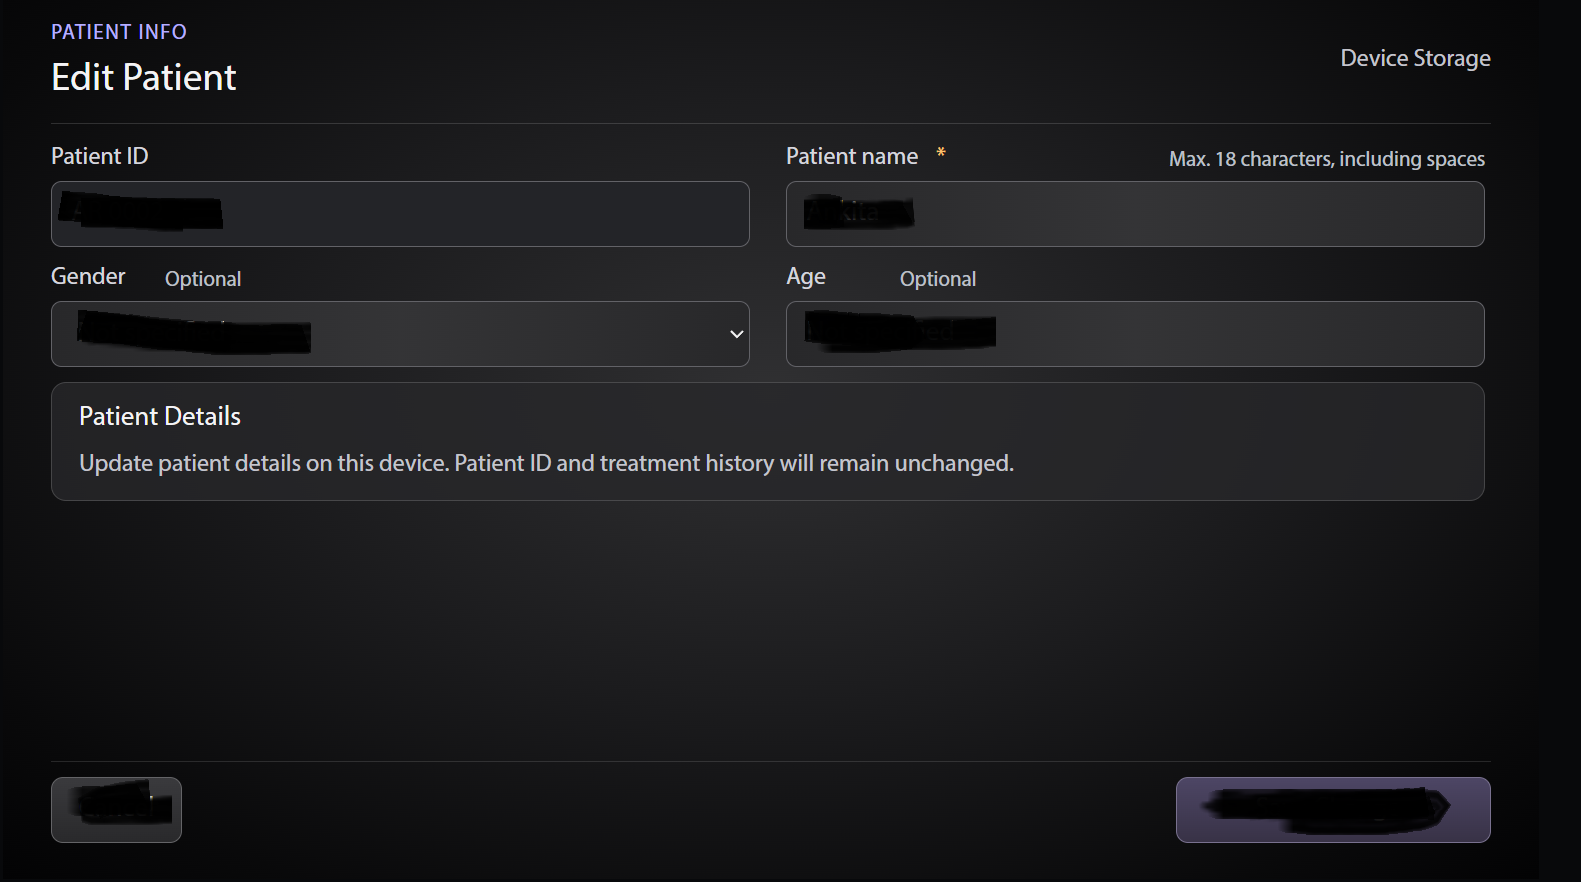 PATIENT INFO
Edit Patient
Device Storage
Patient ID
Patient name *
Max. 18 characters, including spaces
Gender Optional
Age Optional
Patient Details
Update patient details on this device. Patient ID and treatment history will remain unchanged.